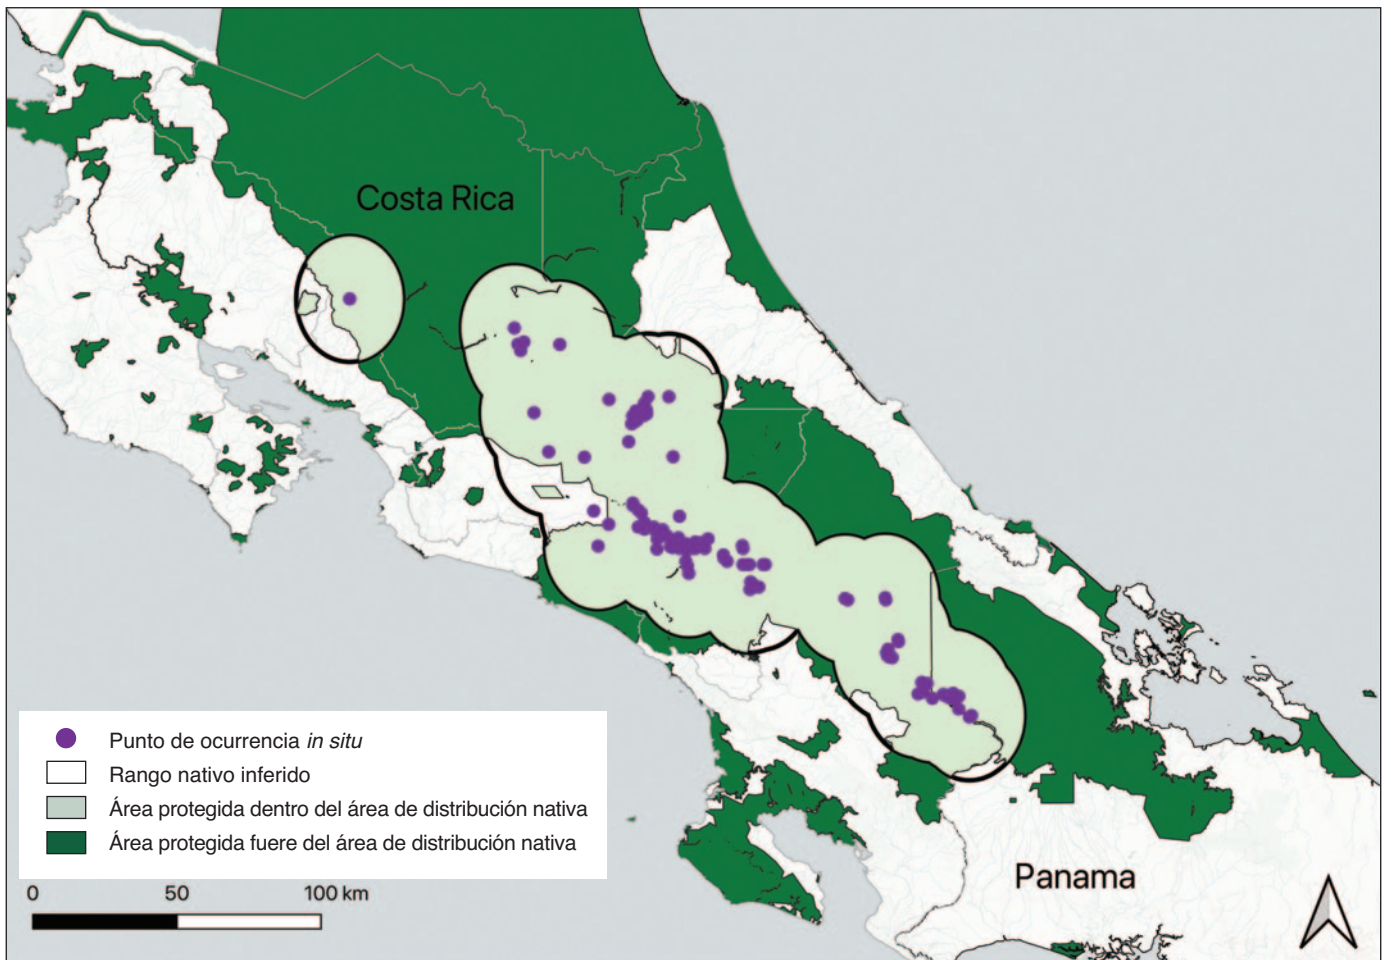 Costa Rica
Punto de ocurrencia in situ
Rango nativo inferido
Área protegida dentro del área de distribución nativa
Área protegida fuere del área de distribución nativa
0 50 100 km
Panama